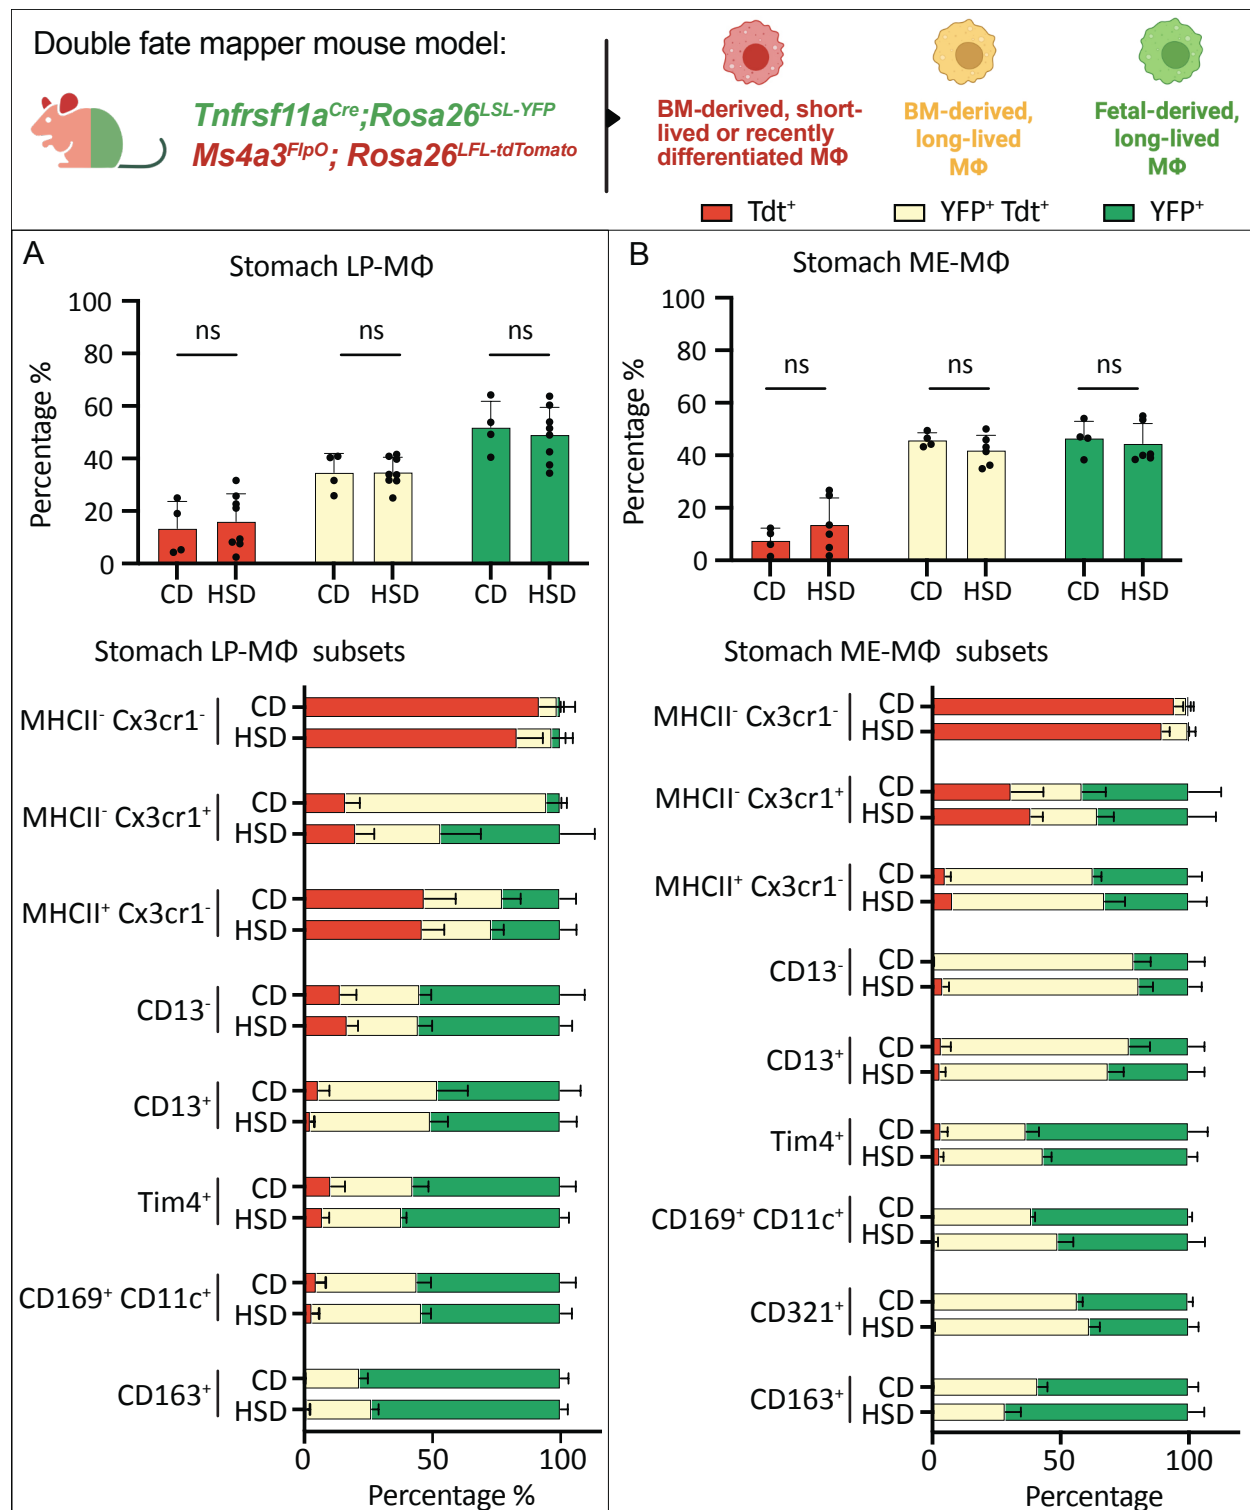 Double fate mapper mouse model:
Tnfrsf11a^Cre;Rosa26^LSL-YFP
Ms4a3^FlpO; Rosa26^LFL-tdTomato
BM-derived, short-
lived or recently
differentiated MΦ
BM-derived,
long-lived
MΦ
Fetal-derived,
long-lived
MΦ
Tdt⁺
YFP⁺ Tdt⁺
YFP⁺
A
Stomach LP-MΦ
Percentage %
100
80
60
40
20
0
ns
ns
ns
CD
HSD
CD
HSD
CD
HSD
Stomach LP-MΦ subsets
MHCII⁻ Cx3cr1⁻
CD
HSD
MHCII⁻ Cx3cr1⁺
CD
HSD
MHCII⁺ Cx3cr1⁻
CD
HSD
CD13⁻
CD
HSD
CD13⁺
CD
HSD
Tim4⁺
CD
HSD
CD169⁺ CD11c⁺
CD
HSD
CD163⁺
CD
HSD
0
50
100
Percentage %
B
Stomach ME-MΦ
Percentage %
100
80
60
40
20
0
ns
ns
ns
CD
HSD
CD
HSD
CD
HSD
Stomach ME-MΦ subsets
MHCII⁻ Cx3cr1⁻
CD
HSD
MHCII⁻ Cx3cr1⁺
CD
HSD
MHCII⁺ Cx3cr1⁻
CD
HSD
CD13⁻
CD
HSD
CD13⁺
CD
HSD
Tim4⁺
CD
HSD
CD169⁺ CD11c⁺
CD
HSD
CD321⁺
CD
HSD
CD163⁺
CD
HSD
0
50
100
Percentage